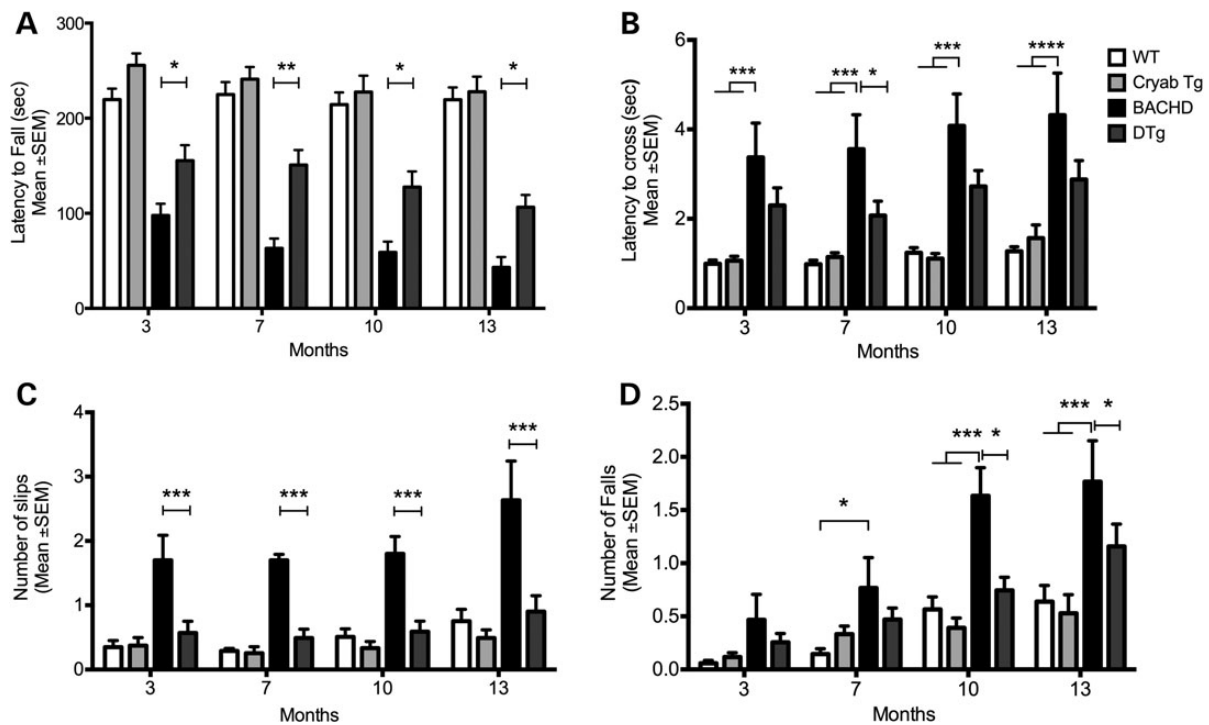 A
Latency to Fall (sec)
Mean ±SEM)
300
200
100
0
*
**
*
*
3 7 10 13
Months
B
Latency to cross (sec)
Mean ±SEM)
6
4
2
0
***
*** *
***
****
3 7 10 13
Months
WT
Cryab Tg
BACHD
DTg
C
Number of slips
(Mean ±SEM)
4
3
2
1
0
***
***
***
***
3 7 10 13
Months
D
Number of Falls
(Mean ±SEM)
2.5
2.0
1.5
1.0
0.5
0.0
*
*** *
*** *
3 7 10 13
Months